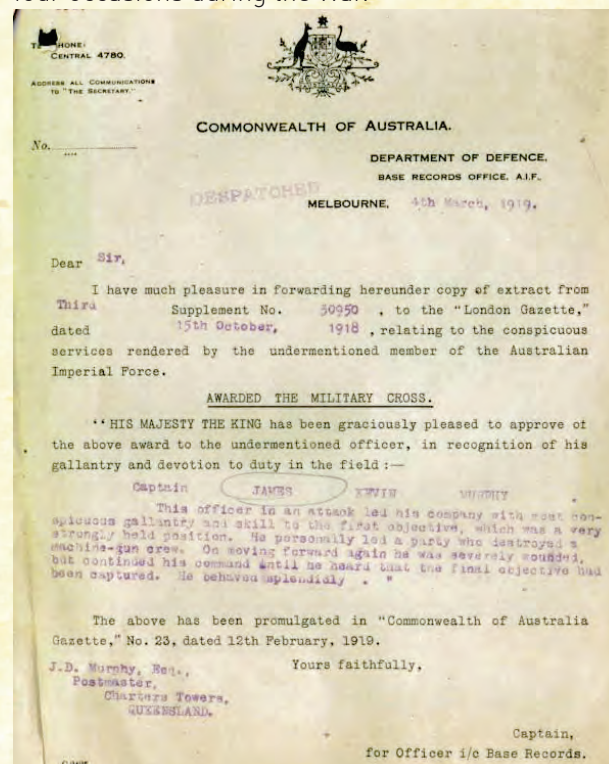 four occasions during the War.
PHONE:
CENTRAL 4780.
ADDRESS ALL COMMUNICATIONS
TO "THE SECRETARY."
COMMONWEALTH OF AUSTRALIA.
No.
DEPARTMENT OF DEFENCE,
BASE RECORDS OFFICE, A.I.F.,
DESPATCHED
MELBOURNE, 4th March, 1919.
Dear Sir,
I have much pleasure in forwarding hereunder copy of extract from
Third Supplement No. 30950 , to the "London Gazette,"
dated 15th October, 1918 , relating to the conspicuous
services rendered by the undermentioned member of the Australian
Imperial Force.
AWARDED THE MILITARY CROSS.
''HIS MAJESTY THE KING has been graciously pleased to approve of
the above award to the undermentioned officer, in recognition of his
gallantry and devotion to duty in the field :—
Captain JAMES KEVIN MURPHY
This officer in an attack led his company with most con-
spicuous gallantry and skill to the first objective, which was a very
strongly held position. He personally led a party who destroyed a
machine-gun crew. On moving forward again he was severely wounded,
but continued his command until he heard that the final objective had
been captured. He behaved splendidly . "
The above has been promulgated in "Commonwealth of Australia
Gazette," No. 23, dated 12th February, 1919.
Yours faithfully,
J.D. Murphy, Esq.,
Postmaster,
Charters Towers,
QUEENSLAND.
Captain,
for Officer i/c Base Records.